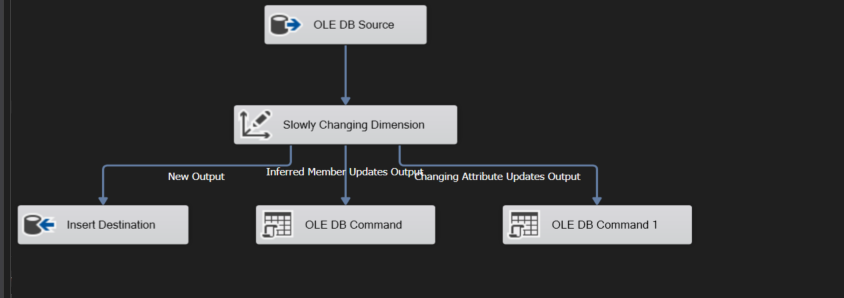 OLE DB Source
Slowly Changing Dimension
New Output
Inferred Member Updates Output
Changing Attribute Updates Output
Insert Destination
OLE DB Command
OLE DB Command 1